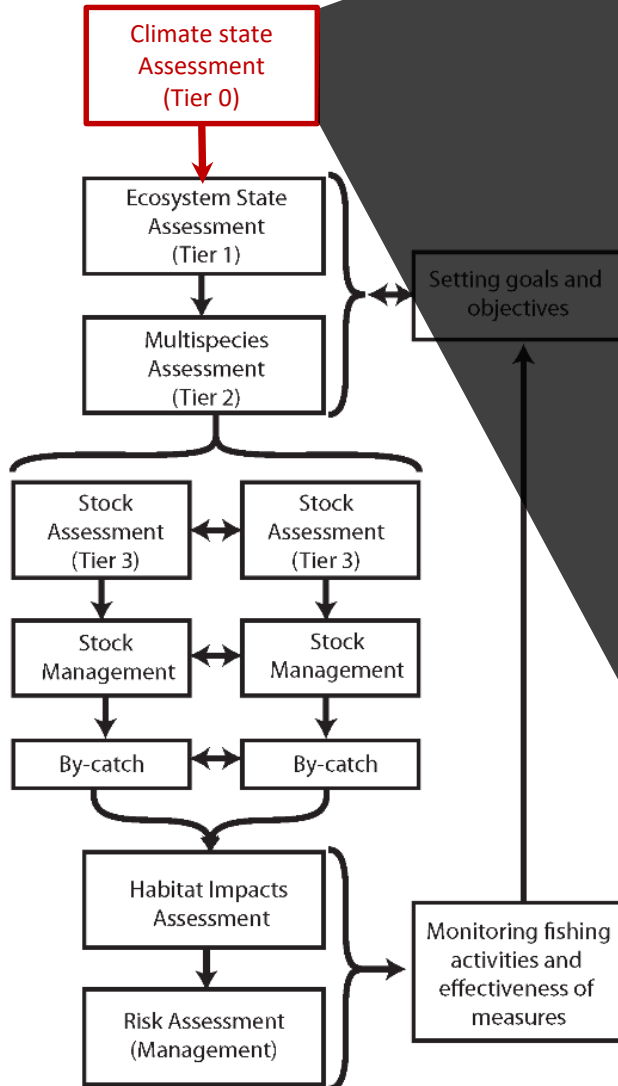 Climate state
Assessment
(Tier 0)
Ecosystem State
Assessment
(Tier 1)
Setting goals and
objectives
Multispecies
Assessment
(Tier 2)
Stock
Assessment
(Tier 3)
Stock
Assessment
(Tier 3)
Stock
Management
Stock
Management
By-catch
By-catch
Habitat Impacts
Assessment
Monitoring fishing
activities and
effectiveness of
measures
Risk Assessment
(Management)